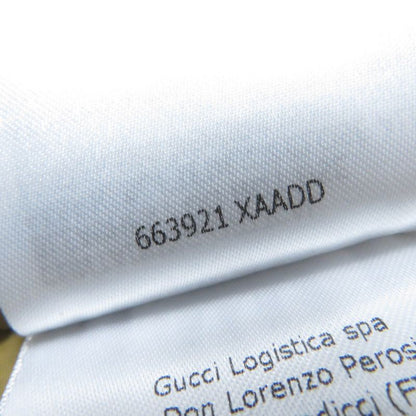 663921 XAADD
Gucci Logistica spa
Don Lorenzo Perosi